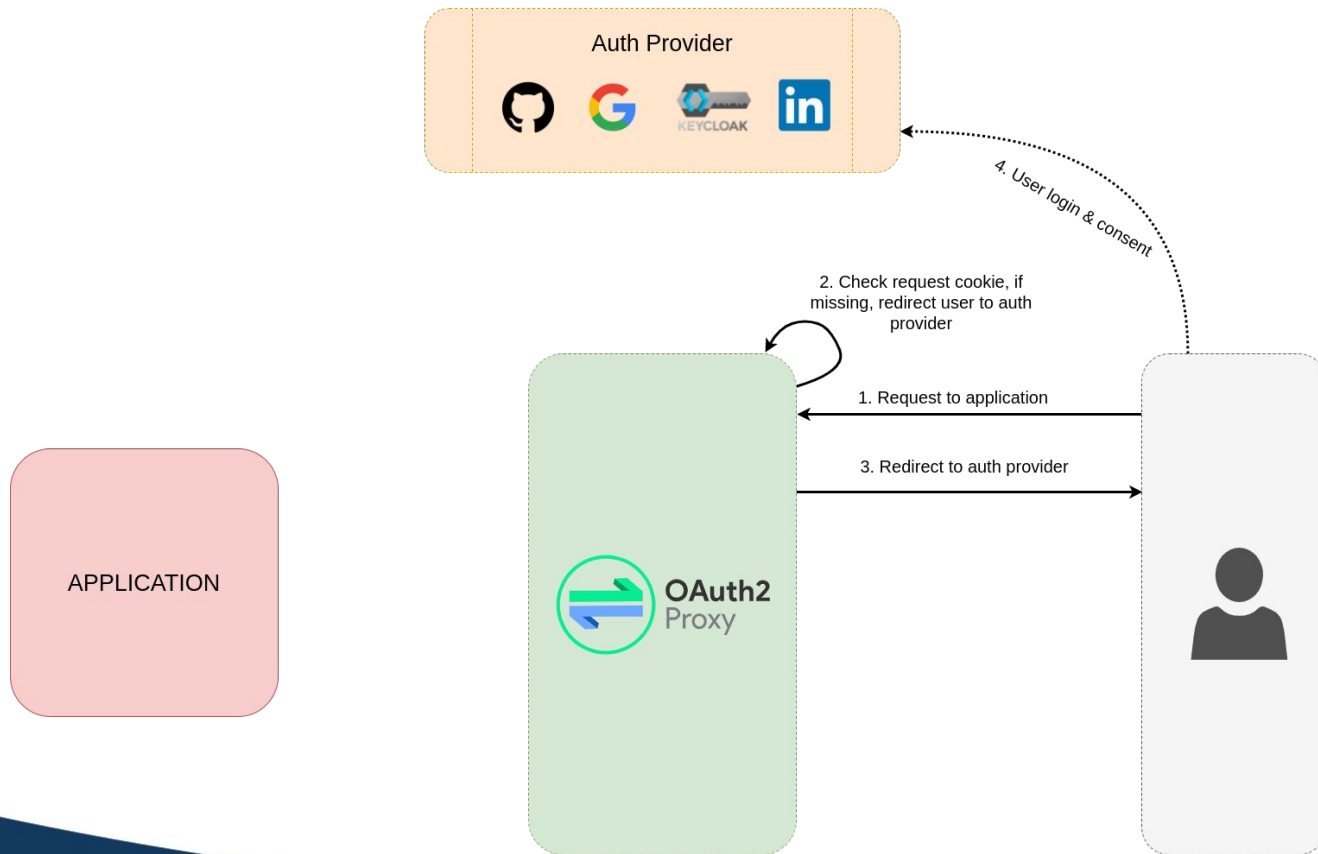 Auth Provider
KEYCLOAK
in
4. User login & consent
2. Check request cookie, if
missing, redirect user to auth
provider
1. Request to application
3. Redirect to auth provider
APPLICATION
OAuth2
Proxy